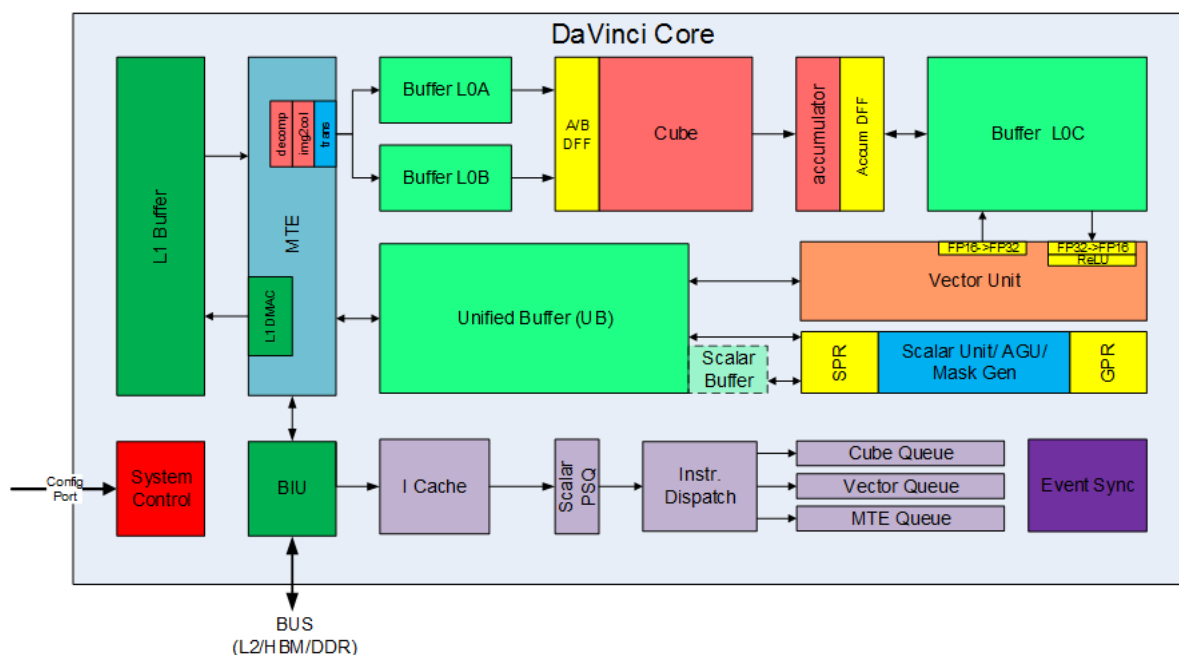 DaVinci Core
L1 Buffer
MTE
decomp
img2col
trans
L1 DMAC
Buffer L0A
Buffer L0B
A/B
DFF
Cube
accumulator
Accum DFF
Buffer L0C
FP16->FP32
FP32->FP16
ReLU
Vector Unit
Unified Buffer (UB)
Scalar
Buffer
SPR
Scalar Unit/ AGU/
Mask Gen
GPR
Config
Port
System
Control
BIU
I Cache
Scalar
PSQ
Instr.
Dispatch
Cube Queue
Vector Queue
MTE Queue
Event Sync
BUS
(L2/HBM/DDR)